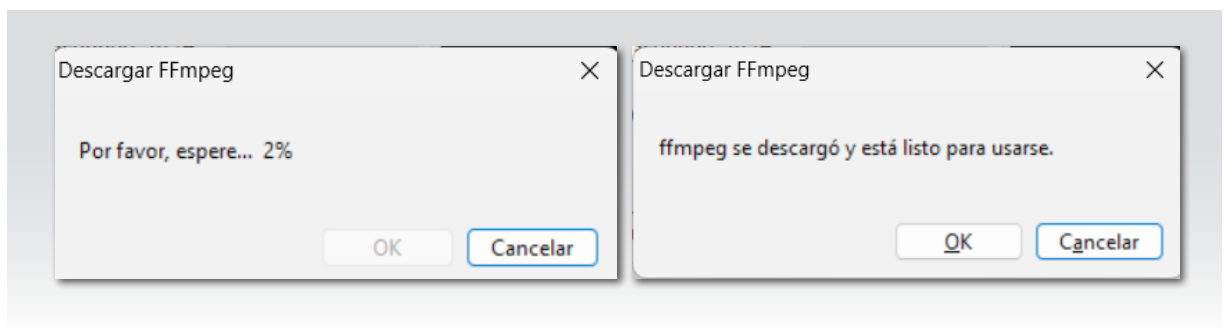 Descargar FFmpeg
Por favor, espere... 2%
OK Cancelar
Descargar FFmpeg
ffmpeg se descargó y está listo para usarse.
OK Cancelar